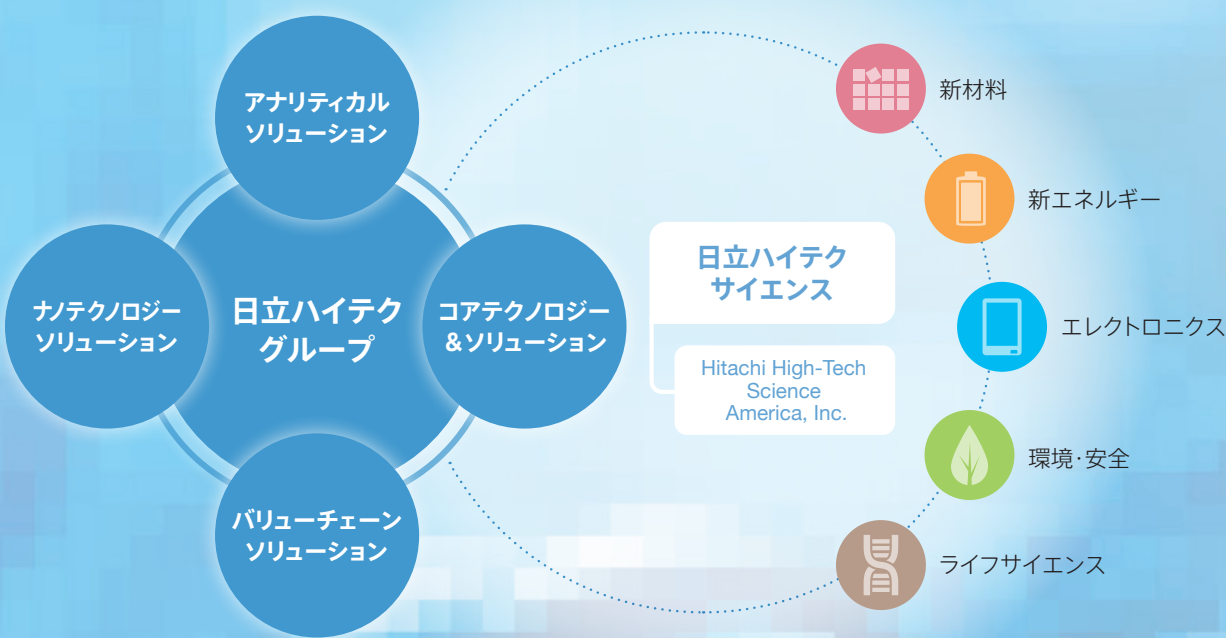 アナリティカル
ソリューション
ナノテクノロジー
ソリューション
日立ハイテク
グループ
コアテクノロジー
&ソリューション
バリューチェーン
ソリューション
日立ハイテク
サイエンス
Hitachi High-Tech
Science
America, Inc.
新材料
新エネルギー
エレクトロニクス
環境・安全
ライフサイエンス